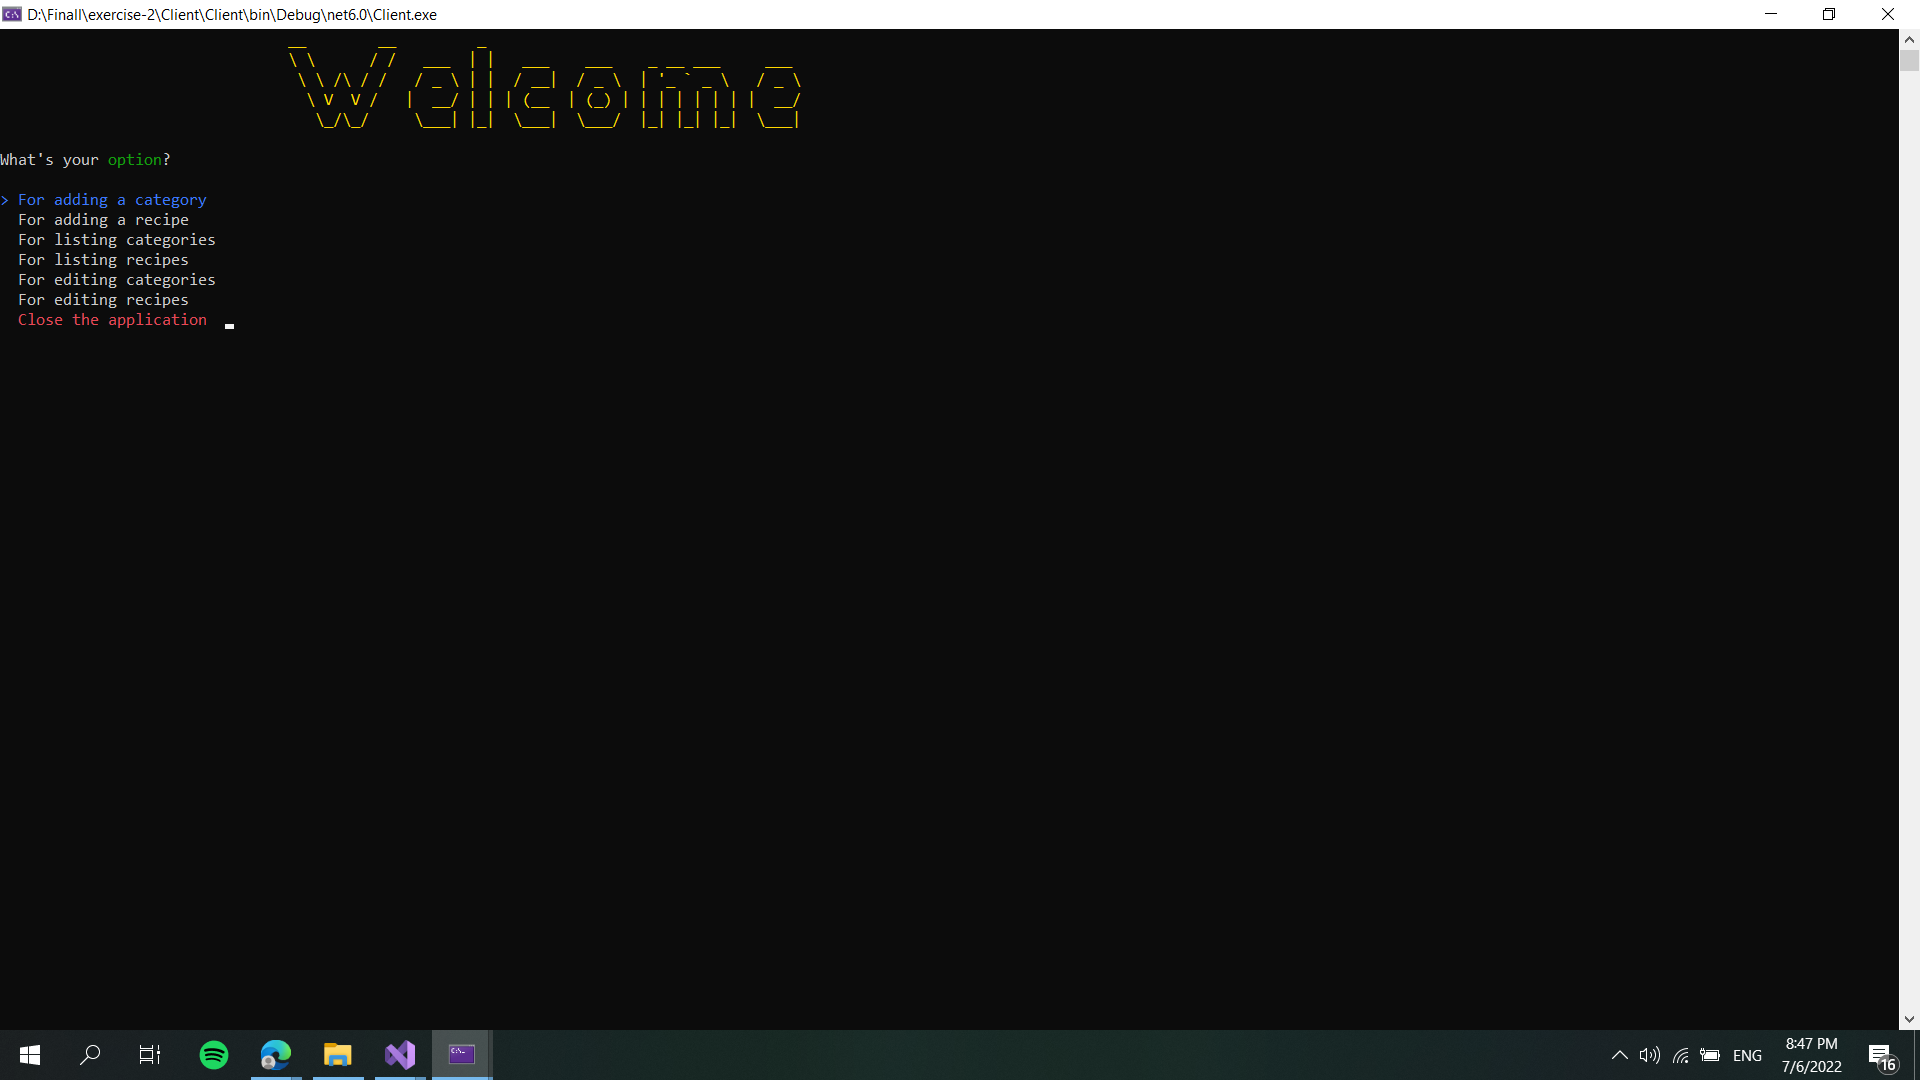 D:\Finall\exercise-2\Client\Client\bin\Debug\net6.0\Client.exe
Welcome
What's your option?
> For adding a category
For adding a recipe
For listing categories
For listing recipes
For editing categories
For editing recipes
Close the application
ENG
8:47 PM
7/6/2022
16